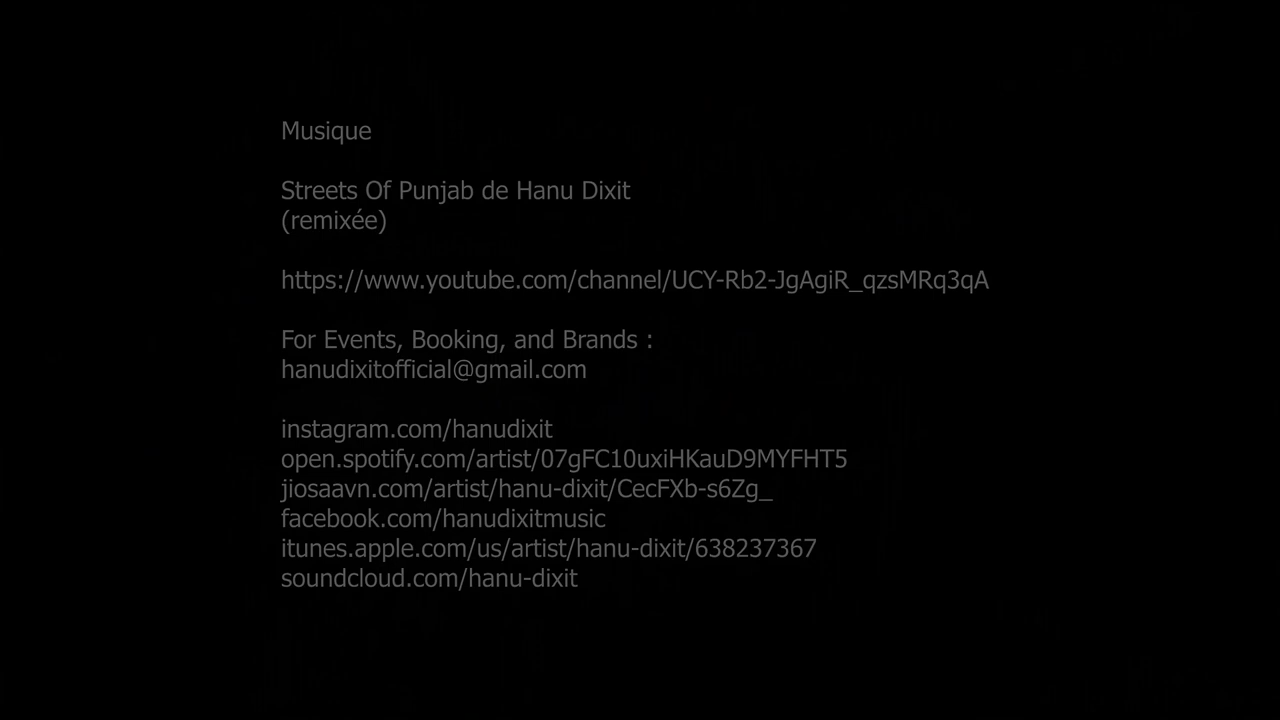 Musique
Streets Of Punjab de Hanu Dixit
(remixée)
https://www.youtube.com/channel/UCY-Rb2-JgAgiR_qzsMRq3qA
For Events, Booking, and Brands :
hanudixitofficial@gmail.com
instagram.com/hanudixit
open.spotify.com/artist/07gFC10uxiHKauD9MYFHT5
jiosaavn.com/artist/hanu-dixit/CecFXb-s6Zg_
facebook.com/hanudixitmusic
itunes.apple.com/us/artist/hanu-dixit/638237367
soundcloud.com/hanu-dixit